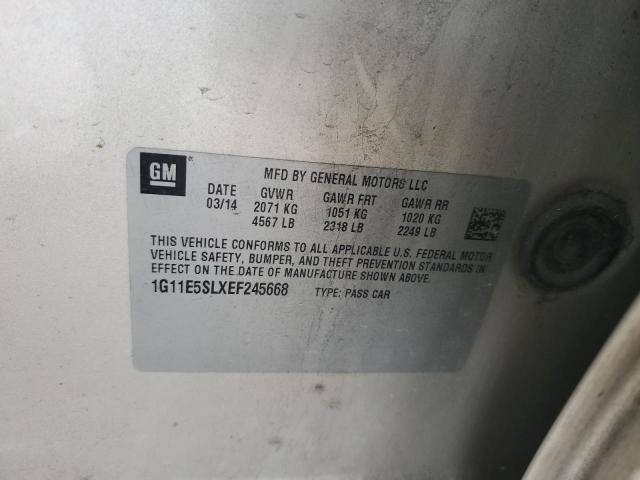 GM
MFD BY GENERAL MOTORS LLC
DATE GVWR GAWR FRT GAWR RR
03/14 2071 KG 1051 KG 1020 KG
4567 LB 2318 LB 2249 LB
THIS VEHICLE CONFORMS TO ALL APPLICABLE U.S. FEDERAL MOTOR
VEHICLE SAFETY, BUMPER, AND THEFT PREVENTION STANDARDS IN
EFFECT ON THE DATE OF MANUFACTURE SHOWN ABOVE.
1G11E5SLXEF245668 TYPE: PASS CAR